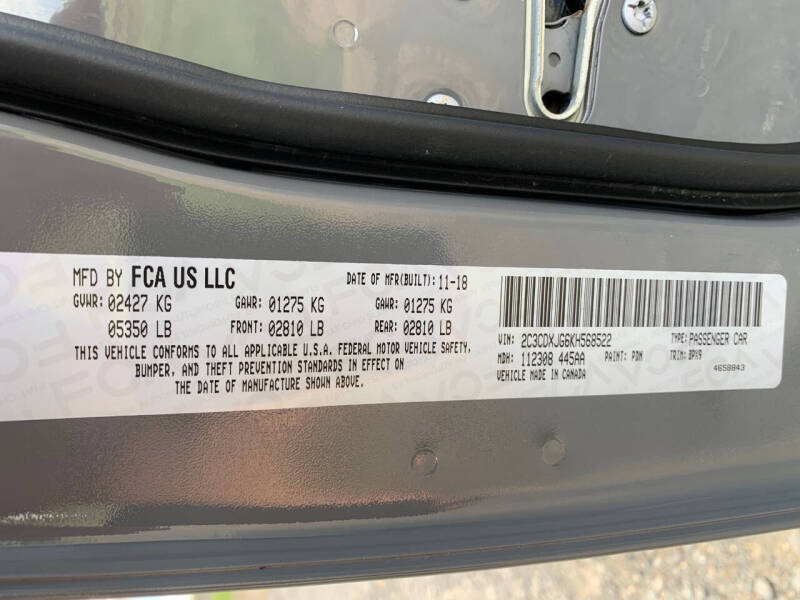 MFD BY FCA US LLC DATE OF MFR(BUILT): 11-18
GVWR: 02427 KG GAWR: 01275 KG GAWR: 01275 KG
05350 LB FRONT: 02810 LB REAR: 02810 LB
THIS VEHICLE CONFORMS TO ALL APPLICABLE U.S.A. FEDERAL MOTOR VEHICLE SAFETY,
BUMPER, AND THEFT PREVENTION STANDARDS IN EFFECT ON
THE DATE OF MANUFACTURE SHOWN ABOVE.
VIN: 2C3CDXJG6KH568522 TYPE: PASSENGER CAR
MDH: 112308 445AA PAINT: PDN TRIM: BPX9
VEHICLE MADE IN CANADA 4658843